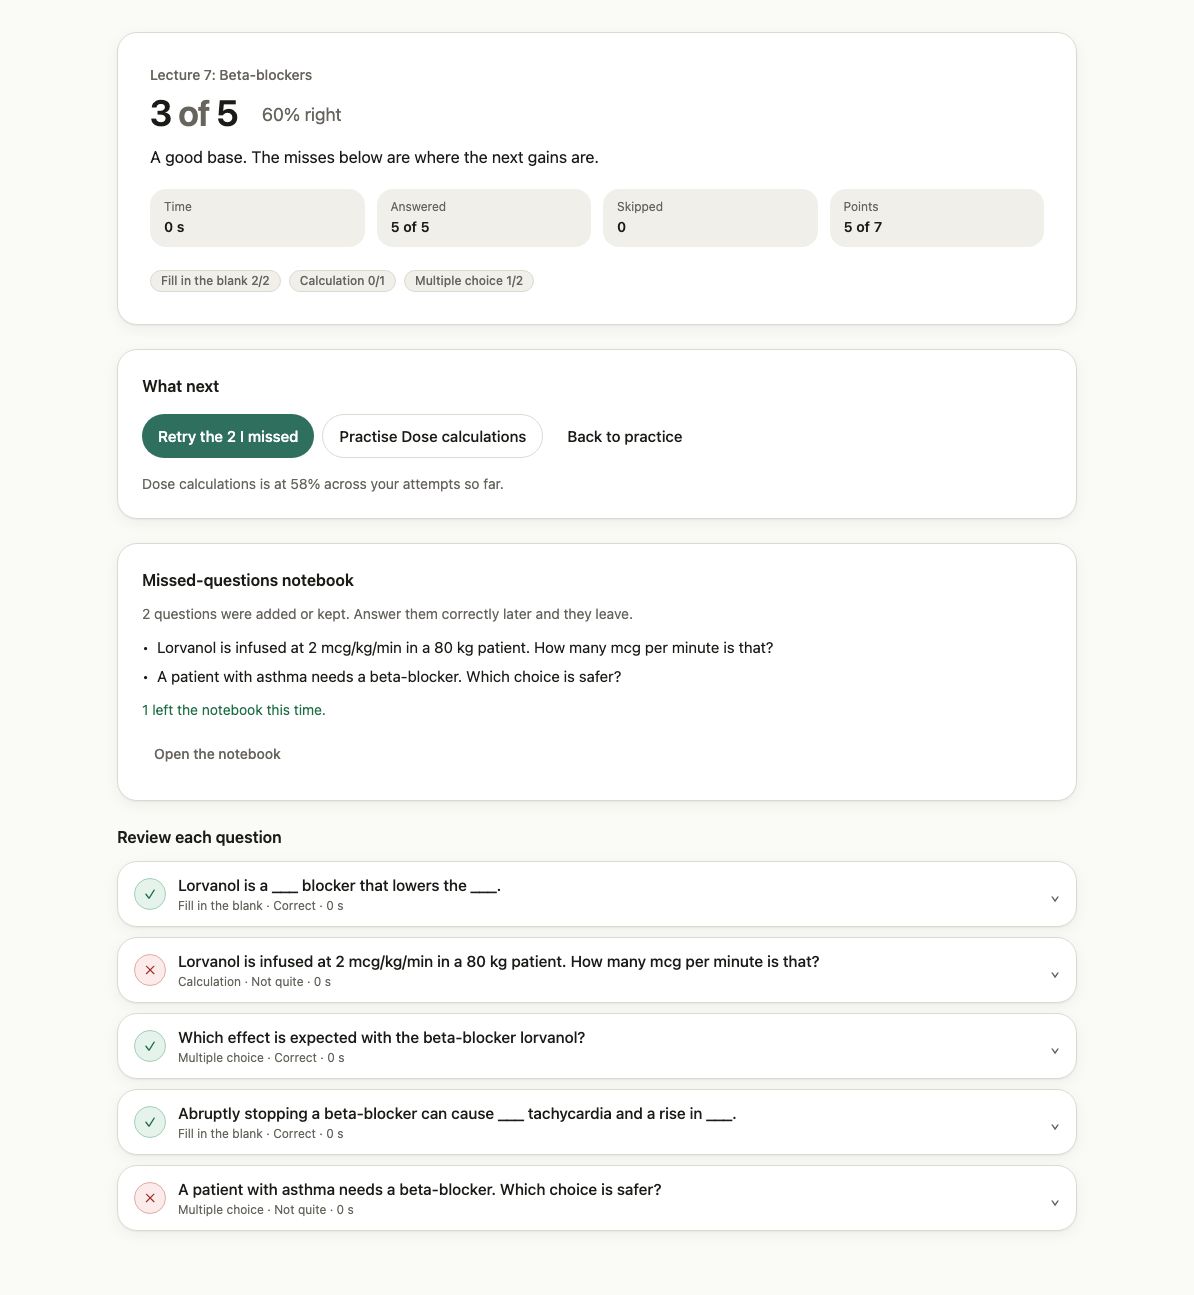 Lecture 7: Beta-blockers
3 of 5 60% right
A good base. The misses below are where the next gains are.
Time Answered Skipped Points
0 s 5 of 5 0 5 of 7
Fill in the blank 2/2 Calculation 0/1 Multiple choice 1/2
What next
Retry the 2 I missed Practise Dose calculations Back to practice
Dose calculations is at 58% across your attempts so far.
Missed-questions notebook
2 questions were added or kept. Answer them correctly later and they leave.
• Lorvanol is infused at 2 mcg/kg/min in a 80 kg patient. How many mcg per minute is that?
• A patient with asthma needs a beta-blocker. Which choice is safer?
1 left the notebook this time.
Open the notebook
Review each question
Lorvanol is a ___ blocker that lowers the ___.
Fill in the blank · Correct · 0 s
Lorvanol is infused at 2 mcg/kg/min in a 80 kg patient. How many mcg per minute is that?
Calculation · Not quite · 0 s
Which effect is expected with the beta-blocker lorvanol?
Multiple choice · Correct · 0 s
Abruptly stopping a beta-blocker can cause ___ tachycardia and a rise in ___.
Fill in the blank · Correct · 0 s
A patient with asthma needs a beta-blocker. Which choice is safer?
Multiple choice · Not quite · 0 s